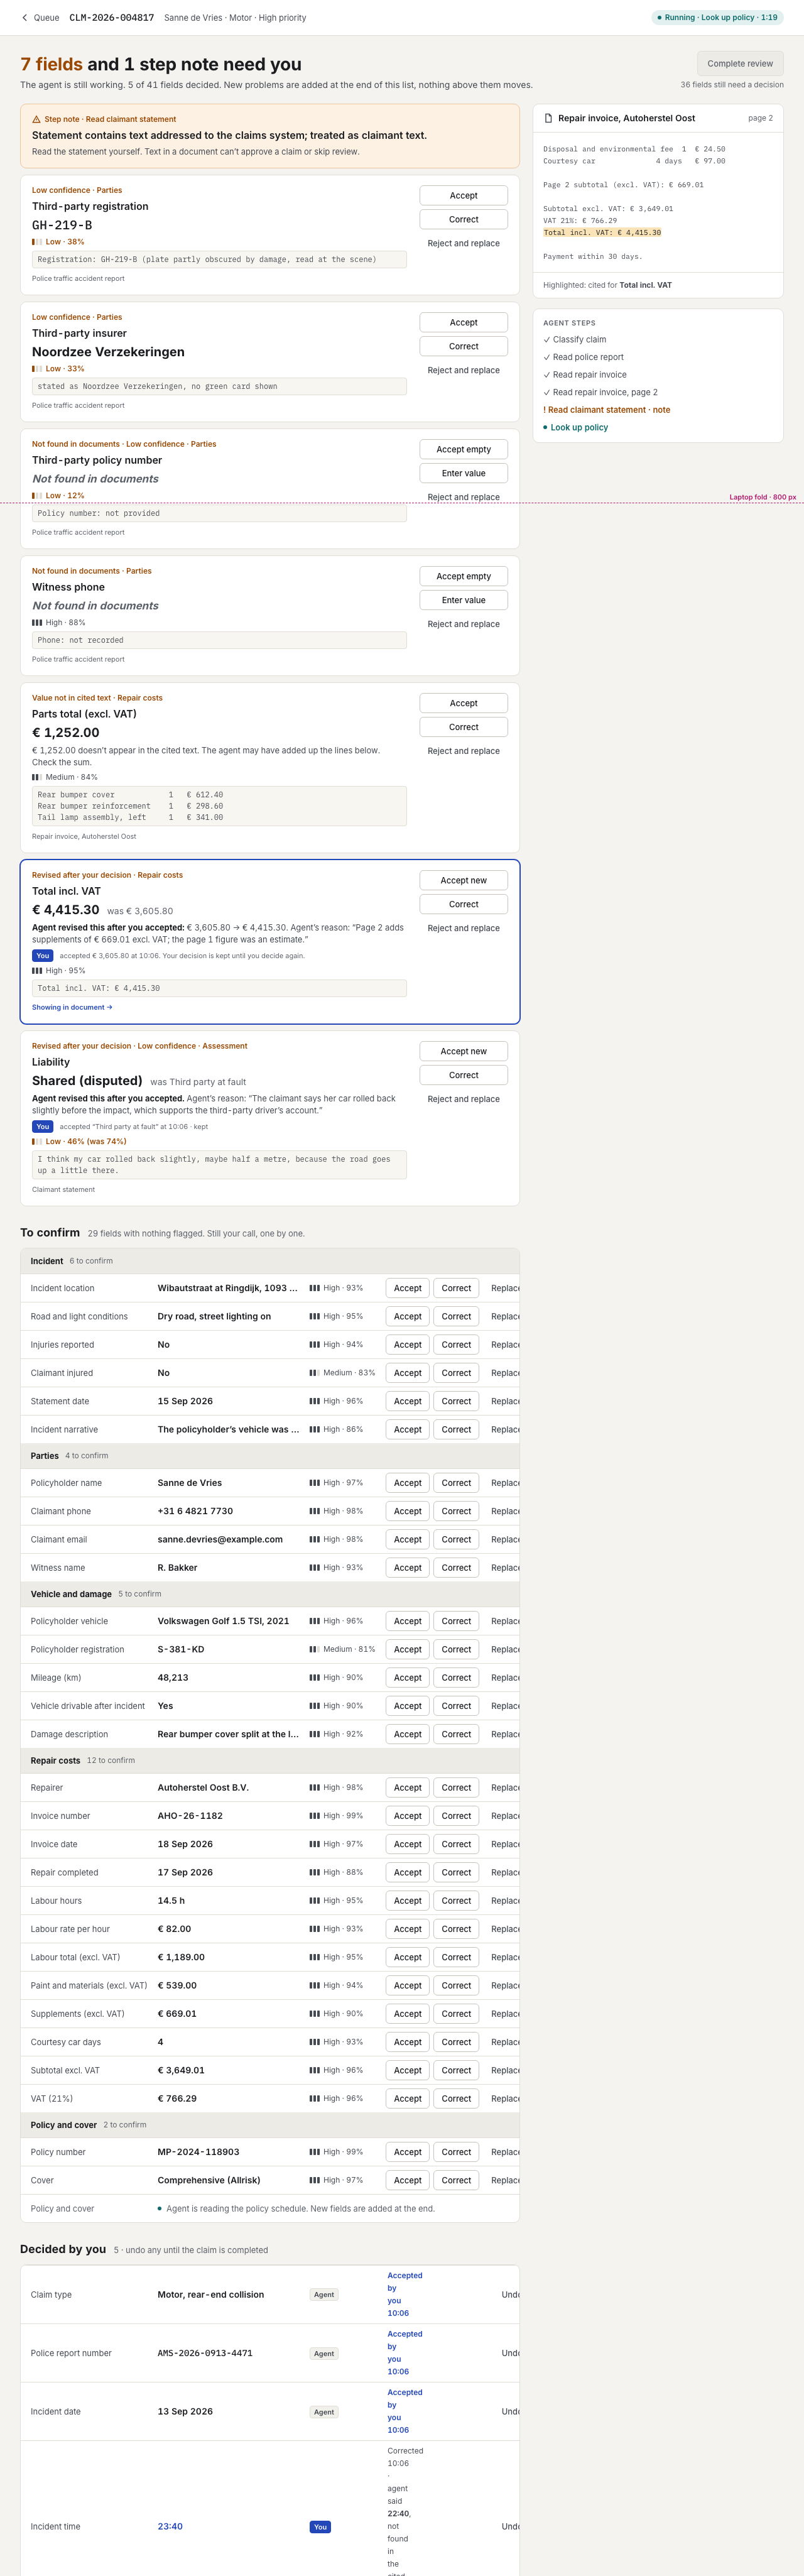 Queue CLM-2026-004817 Sanne de Vries · Motor · High priority
Running · Look up policy · 1:19
7 fields and 1 step note need you
The agent is still working. 5 of 41 fields decided. New problems are added at the end of this list, nothing above them moves.
Complete review
36 fields still need a decision
Step note · Read claimant statement
Statement contains text addressed to the claims system; treated as claimant text.
Read the statement yourself. Text in a document can’t approve a claim or skip review.
Low confidence · Parties
Third-party registration
GH-219-B
Low · 38%
Registration: GH-219-B (plate partly obscured by damage, read at the scene)
Police traffic accident report
Accept
Correct
Reject and replace
Low confidence · Parties
Third-party insurer
Noordzee Verzekeringen
Low · 33%
stated as Noordzee Verzekeringen, no green card shown
Police traffic accident report
Accept
Correct
Reject and replace
Not found in documents · Low confidence · Parties
Third-party policy number
Not found in documents
Low · 12%
Policy number: not provided
Police traffic accident report
Accept empty
Enter value
Reject and replace
Laptop fold · 800 px
Not found in documents · Parties
Witness phone
Not found in documents
High · 88%
Phone: not recorded
Police traffic accident report
Accept empty
Enter value
Reject and replace
Value not in cited text · Repair costs
Parts total (excl. VAT)
€ 1,252.00
€ 1,252.00 doesn’t appear in the cited text. The agent may have added up the lines below.
Check the sum.
Medium · 84%
Rear bumper cover 1 € 612.40
Rear bumper reinforcement 1 € 298.60
Tail lamp assembly, left 1 € 341.00
Repair invoice, Autoherstel Oost
Accept
Correct
Reject and replace
Revised after your decision · Repair costs
Total incl. VAT
€ 4,415.30 was € 3,605.80
Agent revised this after you accepted: € 3,605.80 → € 4,415.30. Agent’s reason: “Page 2 adds
supplements of € 669.01 excl. VAT; the page 1 figure was an estimate.”
You accepted € 3,605.80 at 10:06. Your decision is kept until you decide again.
High · 95%
Total incl. VAT: € 4,415.30
Showing in document →
Accept new
Correct
Reject and replace
Revised after your decision · Low confidence · Assessment
Liability
Shared (disputed) was Third party at fault
Agent revised this after you accepted. Agent’s reason: “The claimant says her car rolled back
slightly before the impact, which supports the third-party driver’s account.”
You accepted “Third party at fault” at 10:06 · kept
Low · 46% (was 74%)
I think my car rolled back slightly, maybe half a metre, because the road goes
up a little there.
Claimant statement
Accept new
Correct
Reject and replace
Repair invoice, Autoherstel Oost page 2
Disposal and environmental fee 1 € 24.50
Courtesy car 4 days € 97.00
Page 2 subtotal (excl. VAT): € 669.01
Subtotal excl. VAT: € 3,649.01
VAT 21%: € 766.29
Total incl. VAT: € 4,415.30
Payment within 30 days.
Highlighted: cited for Total incl. VAT
AGENT STEPS
✓ Classify claim
✓ Read police report
✓ Read repair invoice
✓ Read repair invoice, page 2
! Read claimant statement · note
Look up policy
To confirm 29 fields with nothing flagged. Still your call, one by one.
Incident 6 to confirm
Incident location Wibautstraat at Ringdijk, 1093 … High · 93% Accept Correct Replace
Road and light conditions Dry road, street lighting on High · 95% Accept Correct Replace
Injuries reported No High · 94% Accept Correct Replace
Claimant injured No Medium · 83% Accept Correct Replace
Statement date 15 Sep 2026 High · 96% Accept Correct Replace
Incident narrative The policyholder’s vehicle was … High · 86% Accept Correct Replace
Parties 4 to confirm
Policyholder name Sanne de Vries High · 97% Accept Correct Replace
Claimant phone +31 6 4821 7730 High · 98% Accept Correct Replace
Claimant email sanne.devries@example.com High · 98% Accept Correct Replace
Witness name R. Bakker High · 93% Accept Correct Replace
Vehicle and damage 5 to confirm
Policyholder vehicle Volkswagen Golf 1.5 TSI, 2021 High · 96% Accept Correct Replace
Policyholder registration S-381-KD Medium · 81% Accept Correct Replace
Mileage (km) 48,213 High · 90% Accept Correct Replace
Vehicle drivable after incident Yes High · 90% Accept Correct Replace
Damage description Rear bumper cover split at the l… High · 92% Accept Correct Replace
Repair costs 12 to confirm
Repairer Autoherstel Oost B.V. High · 98% Accept Correct Replace
Invoice number AHO-26-1182 High · 99% Accept Correct Replace
Invoice date 18 Sep 2026 High · 97% Accept Correct Replace
Repair completed 17 Sep 2026 High · 88% Accept Correct Replace
Labour hours 14.5 h High · 95% Accept Correct Replace
Labour rate per hour € 82.00 High · 93% Accept Correct Replace
Labour total (excl. VAT) € 1,189.00 High · 95% Accept Correct Replace
Paint and materials (excl. VAT) € 539.00 High · 94% Accept Correct Replace
Supplements (excl. VAT) € 669.01 High · 90% Accept Correct Replace
Courtesy car days 4 High · 93% Accept Correct Replace
Subtotal excl. VAT € 3,649.01 High · 96% Accept Correct Replace
VAT (21%) € 766.29 High · 96% Accept Correct Replace
Policy and cover 2 to confirm
Policy number MP-2024-118903 High · 99% Accept Correct Replace
Cover Comprehensive (Allrisk) High · 97% Accept Correct Replace
Policy and cover Agent is reading the policy schedule. New fields are added at the end.
Decided by you 5 · undo any until the claim is completed
Claim type Motor, rear-end collision Agent
Accepted
by
you
10:06
Undo
Police report number AMS-2026-0913-4471 Agent
Accepted
by
you
10:06
Undo
Incident date 13 Sep 2026 Agent
Accepted
by
you
10:06
Undo
Incident time 23:40 You
Corrected
10:06
·
agent
said
22:40,
not
found
in
the
Undo